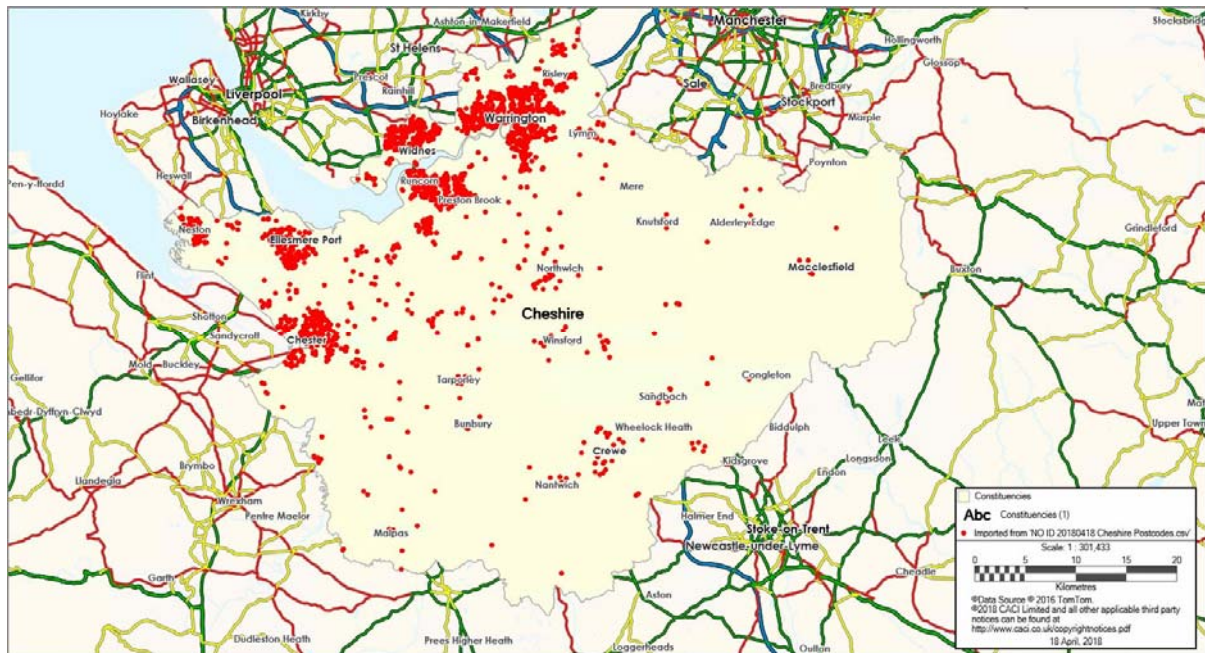 Kirkby
Ashton-in-Makerfield
Manchester
Hollingworth
Stocksbridge
St Helens
Glossop
Wallasey
Prescot
Risley
Rainhill
Sale
Bredbury
Liverpool
Stockport
Hoylake
Birkenhead
Warrington
Marple
Widnes
Lymm
Poynton
Heswall
Runcorn
Mere
Pen-y-ffordd
Preston Brook
Neston
Knutsford
Alderley Edge
Grindleford
Ellesmere Port
Flint
Northwich
Macclesfield
Buxton
Shotton
Cheshire
Sandycroft
Chester
Winsford
Mold
Buckley
Gellifor
Tarporley
Congleton
Sandbach
Bunbury
Wheelock Heath
Biddulph
Upper Town
Leek
Crewe
Brymbo
Kidsgrove
Longsdon
Llandegla
Endon
Nantwich
Wrexham
Pentre Maelor
Halmer End
Stoke-on-Trent
Malpas
Newcastle-under-Lyme
Garth
Cheadle
Aston
Dudleston Heath
Prees Higher Heath
Loggerheads
Oulton
Constituencies
Abc Constituencies (1)
Imported from 'NO ID 20180418 Cheshire Postcodes.csv'
Scale: 1 : 301,433
0 5 10 15 20
Kilometres
©Data Source © 2016 TomTom.
©2018 CACI Limited and all other applicable third party
notices can be found at
http://www.caci.co.uk/copyrightnotices.pdf
18 April, 2018